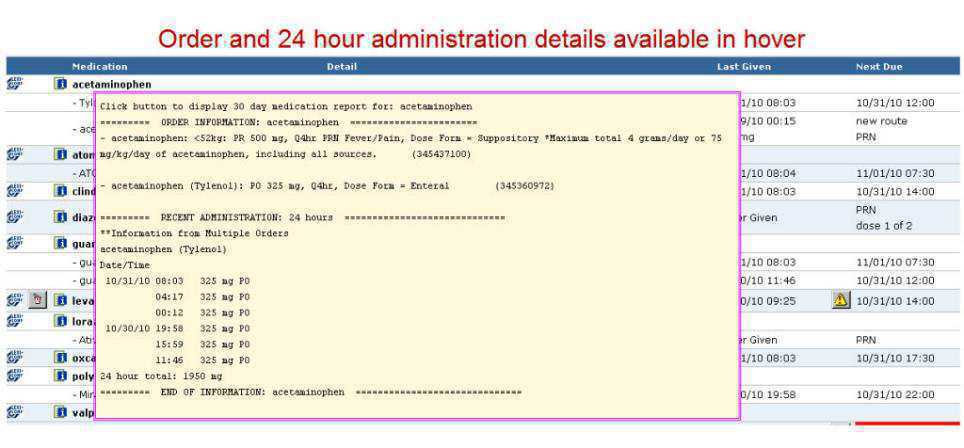 Order and 24 hour administration details available in hover
Medication Detail Last Given Next Due
acetaminophen
- Tyl 1/10 08:03 10/31/10 12:00
- ace 9/10 00:15 new route
mg PRN
atom
- ATO 1/10 08:04 11/01/10 07:30
clind 1/10 08:03 10/31/10 14:00
diaz r Given PRN
dose 1 of 2
guar
- gua 1/10 08:03 11/01/10 07:30
- gua 0/10 11:46 10/31/10 12:00
leva 0/10 09:25 10/31/10 14:00
lora
- Ativ r Given PRN
oxca 1/10 08:03 10/31/10 17:30
poly
- Mir 0/10 19:58 10/31/10 22:00
valp
Click button to display 30 day medication report for: acetaminophen
========= ORDER INFORMATION: acetaminophen =======================
- acetaminophen: <52kg: PR 500 mg, Q4hr PRN Fever/Pain, Dose Form = Suppository *Maximum total 4 grams/day or 75
mg/kg/day of acetaminophen, including all sources. (345437100)
- acetaminophen (Tylenol): PO 325 mg, Q4hr, Dose Form = Enteral (345360972)
========= RECENT ADMINISTRATION: 24 hours =============================
**Information from Multiple Orders
acetaminophen (Tylenol)
Date/Time
10/31/10 08:03 325 mg PO
04:17 325 mg PO
00:12 325 mg PO
10/30/10 19:58 325 mg PO
15:59 325 mg PO
11:46 325 mg PO
24 hour total: 1950 mg
========= END OF INFORMATION: acetaminophen ==============================